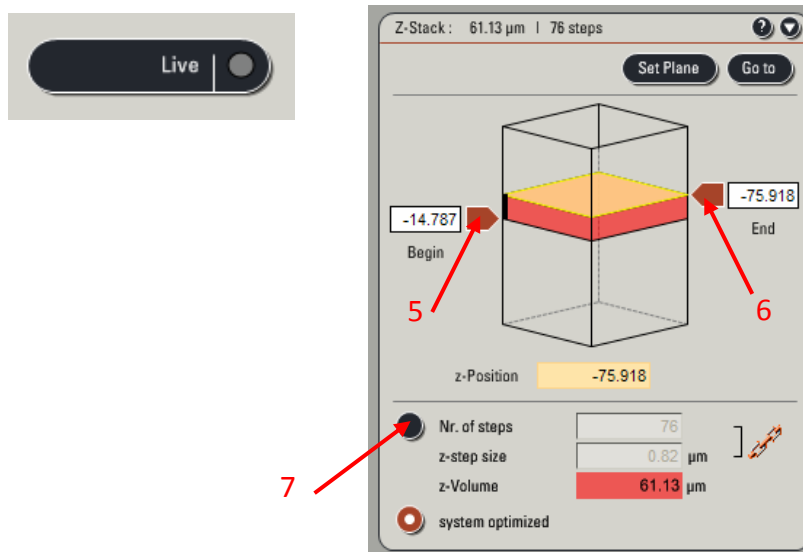 Live
Z-Stack : 61.13 µm | 76 steps
?
Set Plane Go to
-14.787
Begin
-75.918
End
5
6
z-Position -75.918
Nr. of steps 76
z-step size 0.82 µm
z-Volume 61.13 µm
7
system optimized